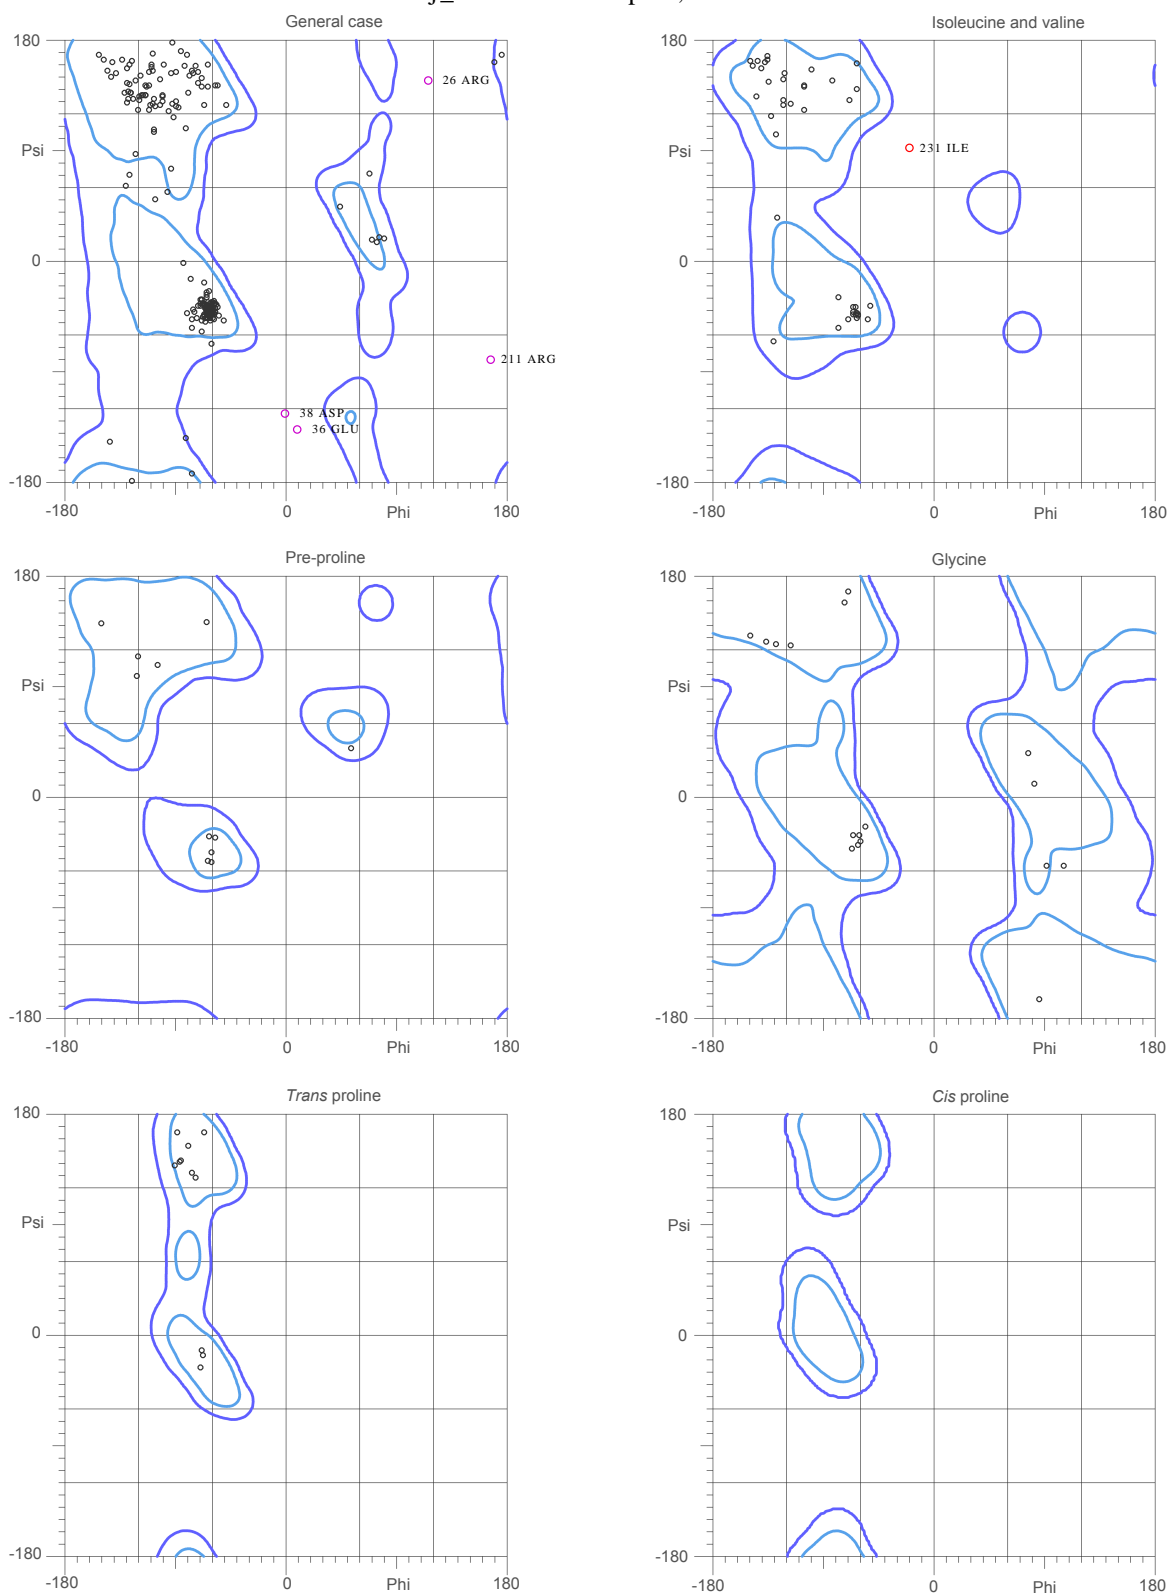 General case
Isoleucine and valine
180
180
26 ARG
Psi
Psi
231 ILE
0
0
211 ARG
38 ASP
36 GLU
-180
-180
-180
0
Phi
180
-180
0
Phi
180
Pre-proline
Glycine
180
180
Psi
Psi
0
0
-180
-180
-180
0
Phi
180
-180
0
Phi
180
Trans proline
Cis proline
180
180
Psi
Psi
0
0
-180
-180
-180
0
Phi
180
-180
0
Phi
180